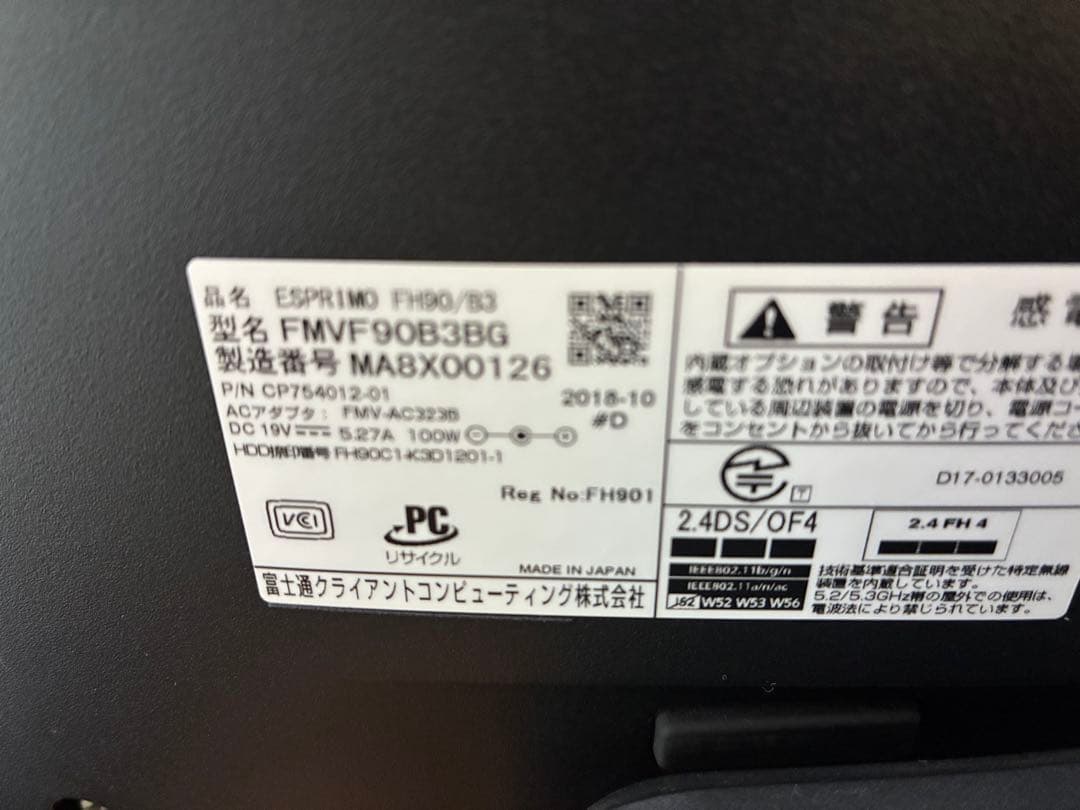 品名 ESPRIMO FH90/B3
型名 FMVF90B3BG
製造番号 MA8X00126
P/N CP754012-01
2018-10
#D
ACアダプタ: FMV-AC323B
DC 19V 5.27A 100W
HDD捺印番号 FH90C1-K3D1201-1
Reg No:FH901
VCCI
PC
リサイクル
MADE IN JAPAN
富士通クライアントコンピューティング株式会社
警告
感電
内蔵オプションの取付け等で分解する
感電する恐れがありますので、本体及び
している周辺装置の電源を切り、電源コー
をコンセントから抜いてから行ってくださ
T
D17-0133005
2.4DS/OF4
2.4 FH 4
IEEE802.11b/g/n
IEEE802.11a/n/ac
J52 W52 W53 W56
技術基準適合証明を受けた特定無線
装置を内蔵しています。
5.2/5.3GHz帯の屋外での使用は、
電波法により禁じられています。